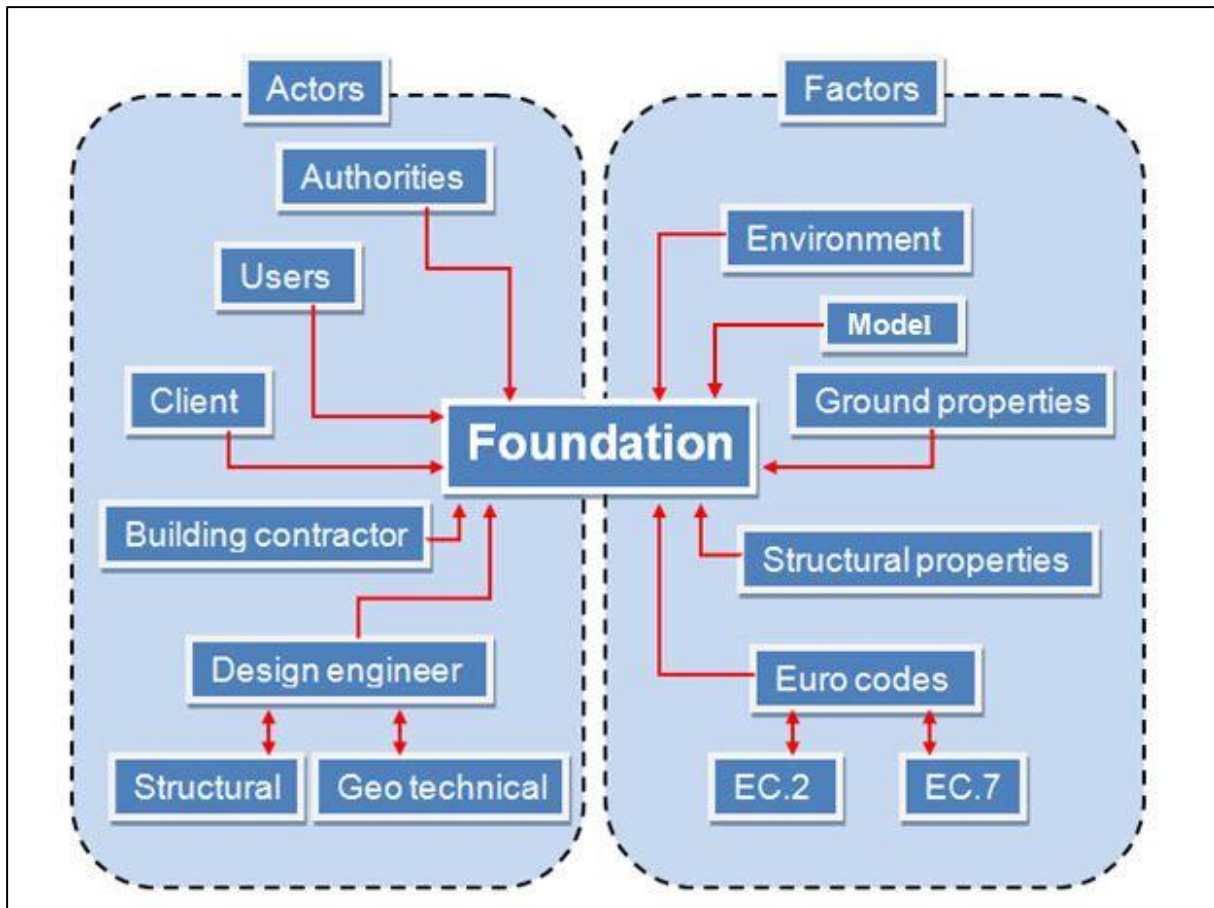 Actors
Authorities
Users
Client
Building contractor
Design engineer
Structural
Geo technical
Factors
Environment
Model
Ground properties
Structural properties
Euro codes
EC.2
EC.7
Foundation